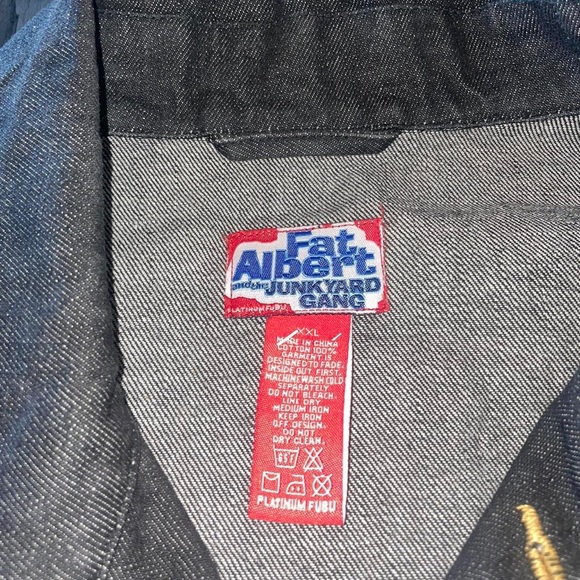 Fat
Albert
and the JUNKYARD
GANG
PLATINUM FUBU
XXL
MADE IN CHINA
COTTON 100%
GARMENT IS
DESIGNED TO FADE.
INSIDE OUT FIRST.
MACHINE WASH COLD
SEPARATELY
DO NOT BLEACH.
LINE DRY
MEDIUM IRON
KEEP IRON
OFF DESIGN.
DO NOT
DRY CLEAN.
PLATINUM FUBU